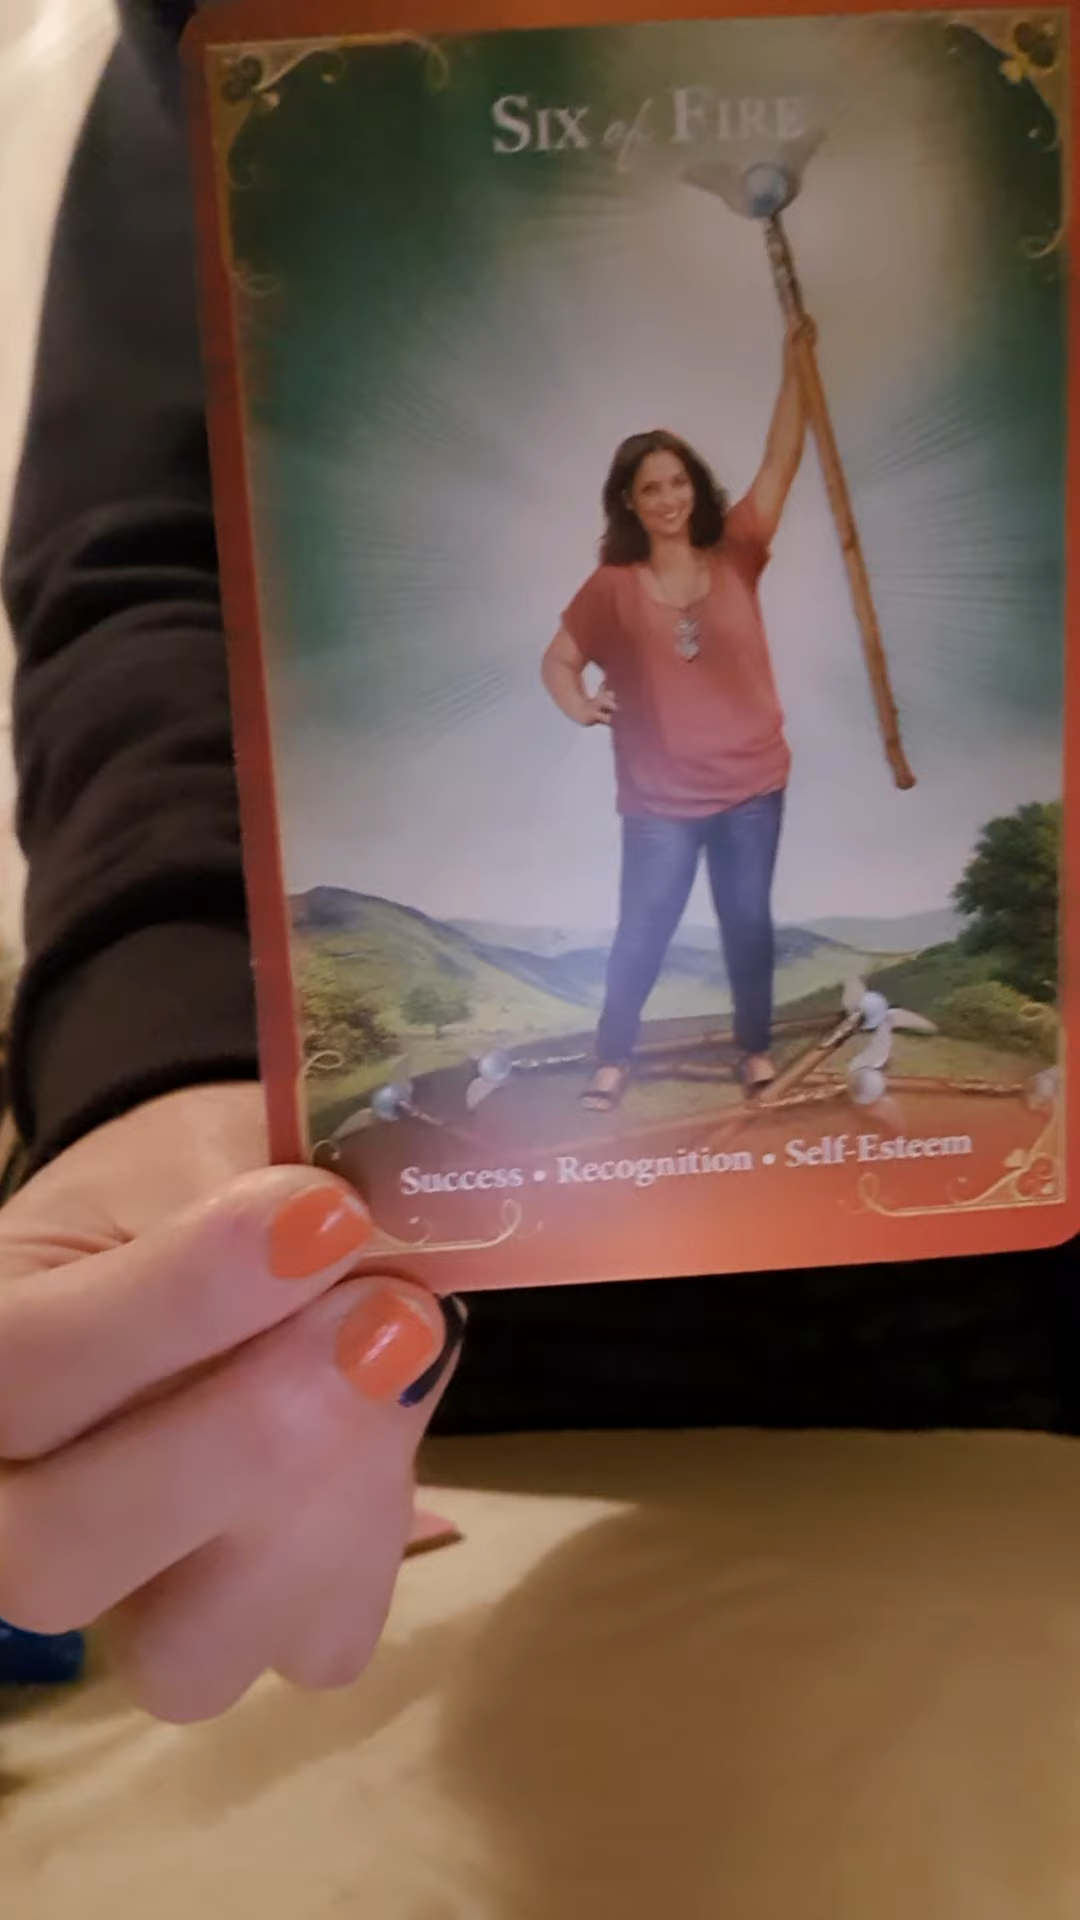 SIX of FIRE
Success • Recognition • Self-Esteem